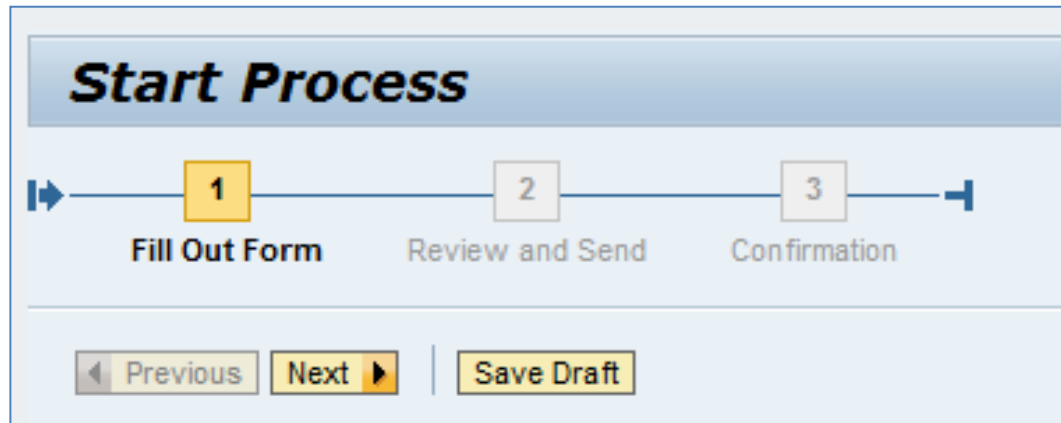 Start Process
1 2 3
Fill Out Form Review and Send Confirmation
Previous Next Save Draft